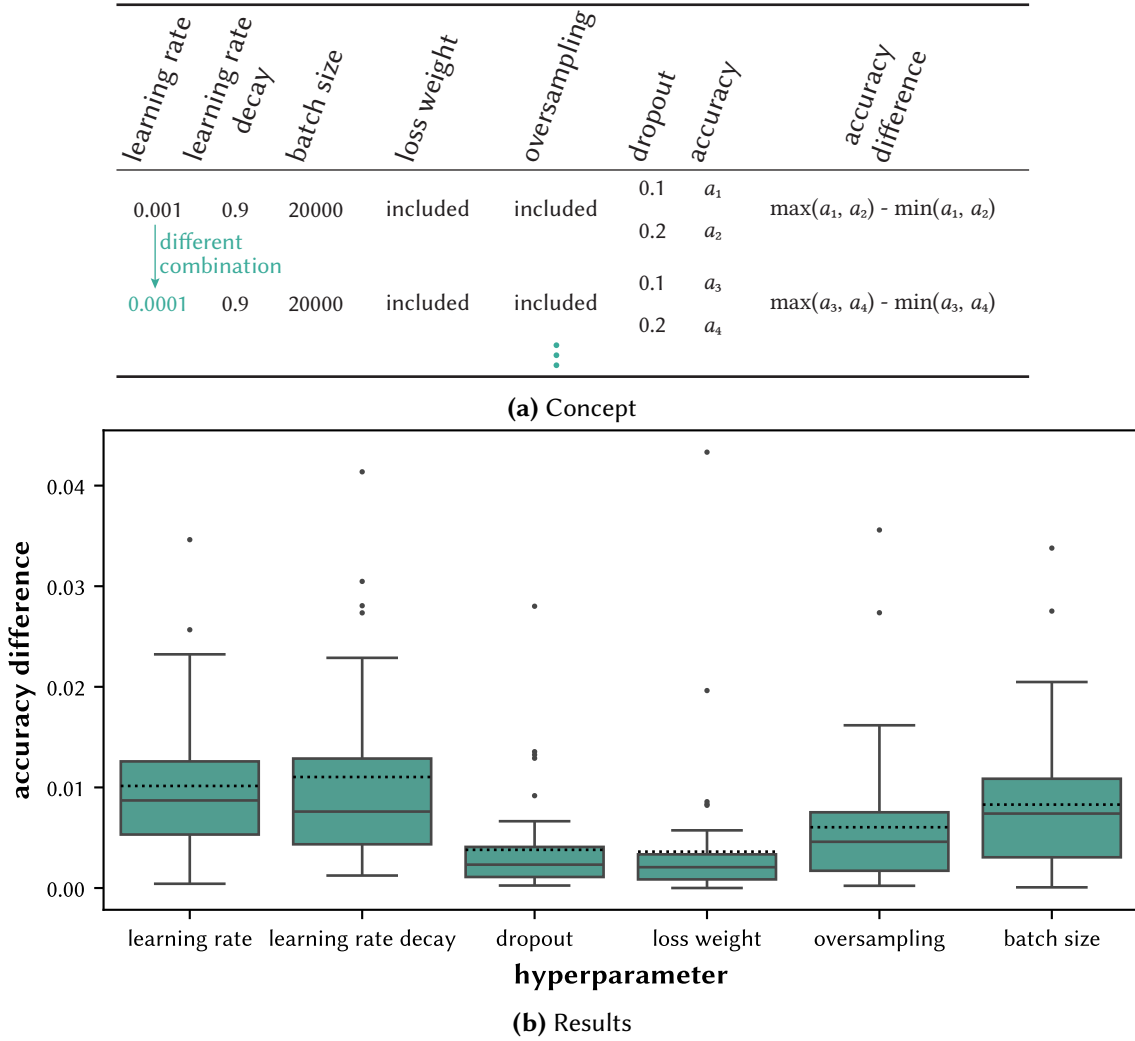 learning rate
learning rate
decay
batch size
loss weight
oversampling
dropout
accuracy
accuracy
difference
0.001 0.9 20000 included included 0.1 a₁ max(a₁, a₂) - min(a₁, a₂)
0.2 a₂
different
combination
0.0001 0.9 20000 included included 0.1 a₃ max(a₃, a₄) - min(a₃, a₄)
0.2 a₄
(a) Concept
accuracy difference
0.04
0.03
0.02
0.01
0.00
learning rate learning rate decay dropout loss weight oversampling batch size
hyperparameter
(b) Results